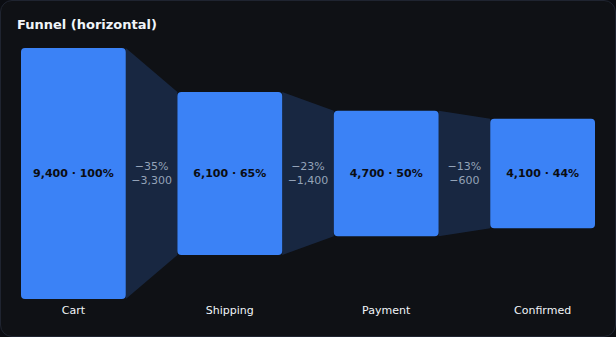 Funnel (horizontal)
9,400 · 100%
−35%
−3,300
6,100 · 65%
−23%
−1,400
4,700 · 50%
−13%
−600
4,100 · 44%
Cart
Shipping
Payment
Confirmed